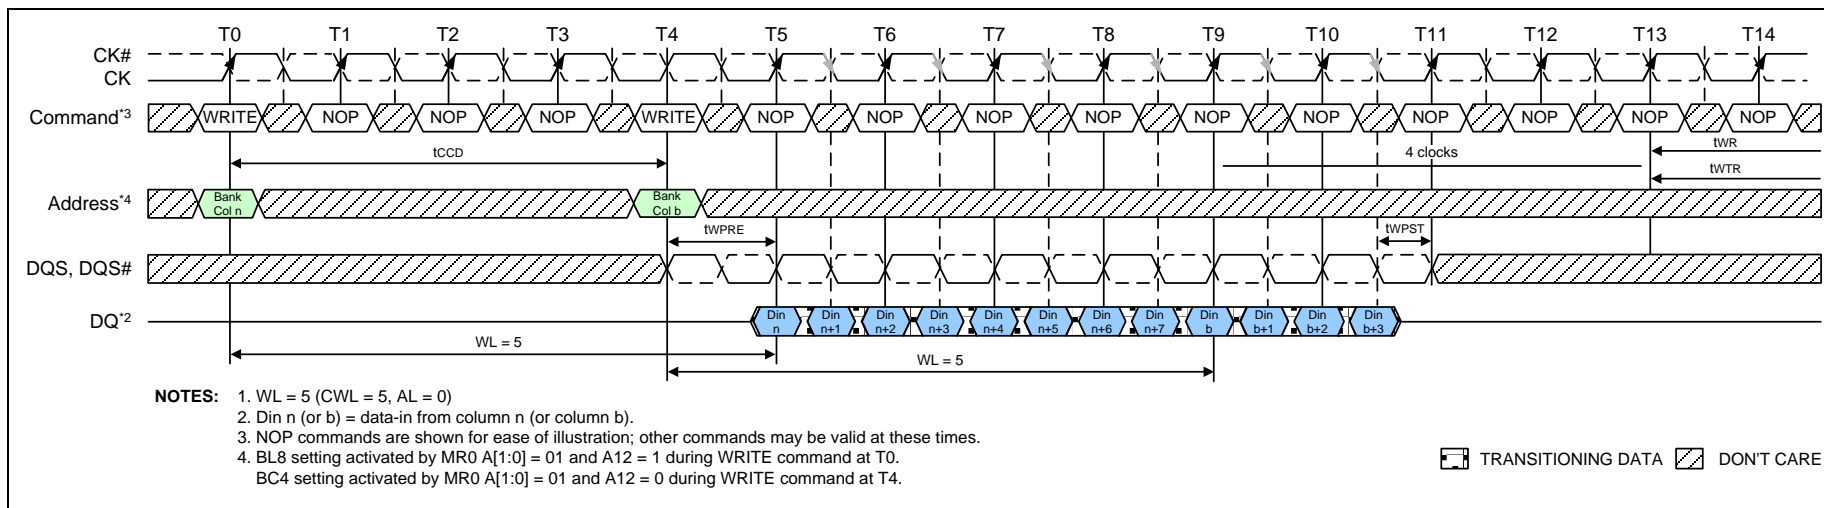 T0 T1 T2 T3 T4 T5 T6 T7 T8 T9 T10 T11 T12 T13 T14
CK#
CK
Command*3 WRITE NOP NOP NOP WRITE NOP NOP NOP NOP NOP NOP NOP NOP NOP NOP
tCCD 4 clocks tWR
tWTR
Address*4 Bank Col n Bank Col b
tWPRE tWPST
DQS, DQS#
DQ*2 Din n Din n+1 Din n+2 Din n+3 Din n+4 Din n+5 Din n+6 Din n+7 Din b Din b+1 Din b+2 Din b+3
WL = 5
WL = 5
NOTES: 1. WL = 5 (CWL = 5, AL = 0)
2. Din n (or b) = data-in from column n (or column b).
3. NOP commands are shown for ease of illustration; other commands may be valid at these times.
4. BL8 setting activated by MR0 A[1:0] = 01 and A12 = 1 during WRITE command at T0.
BC4 setting activated by MR0 A[1:0] = 01 and A12 = 0 during WRITE command at T4.
TRANSITIONING DATA DON'T CARE